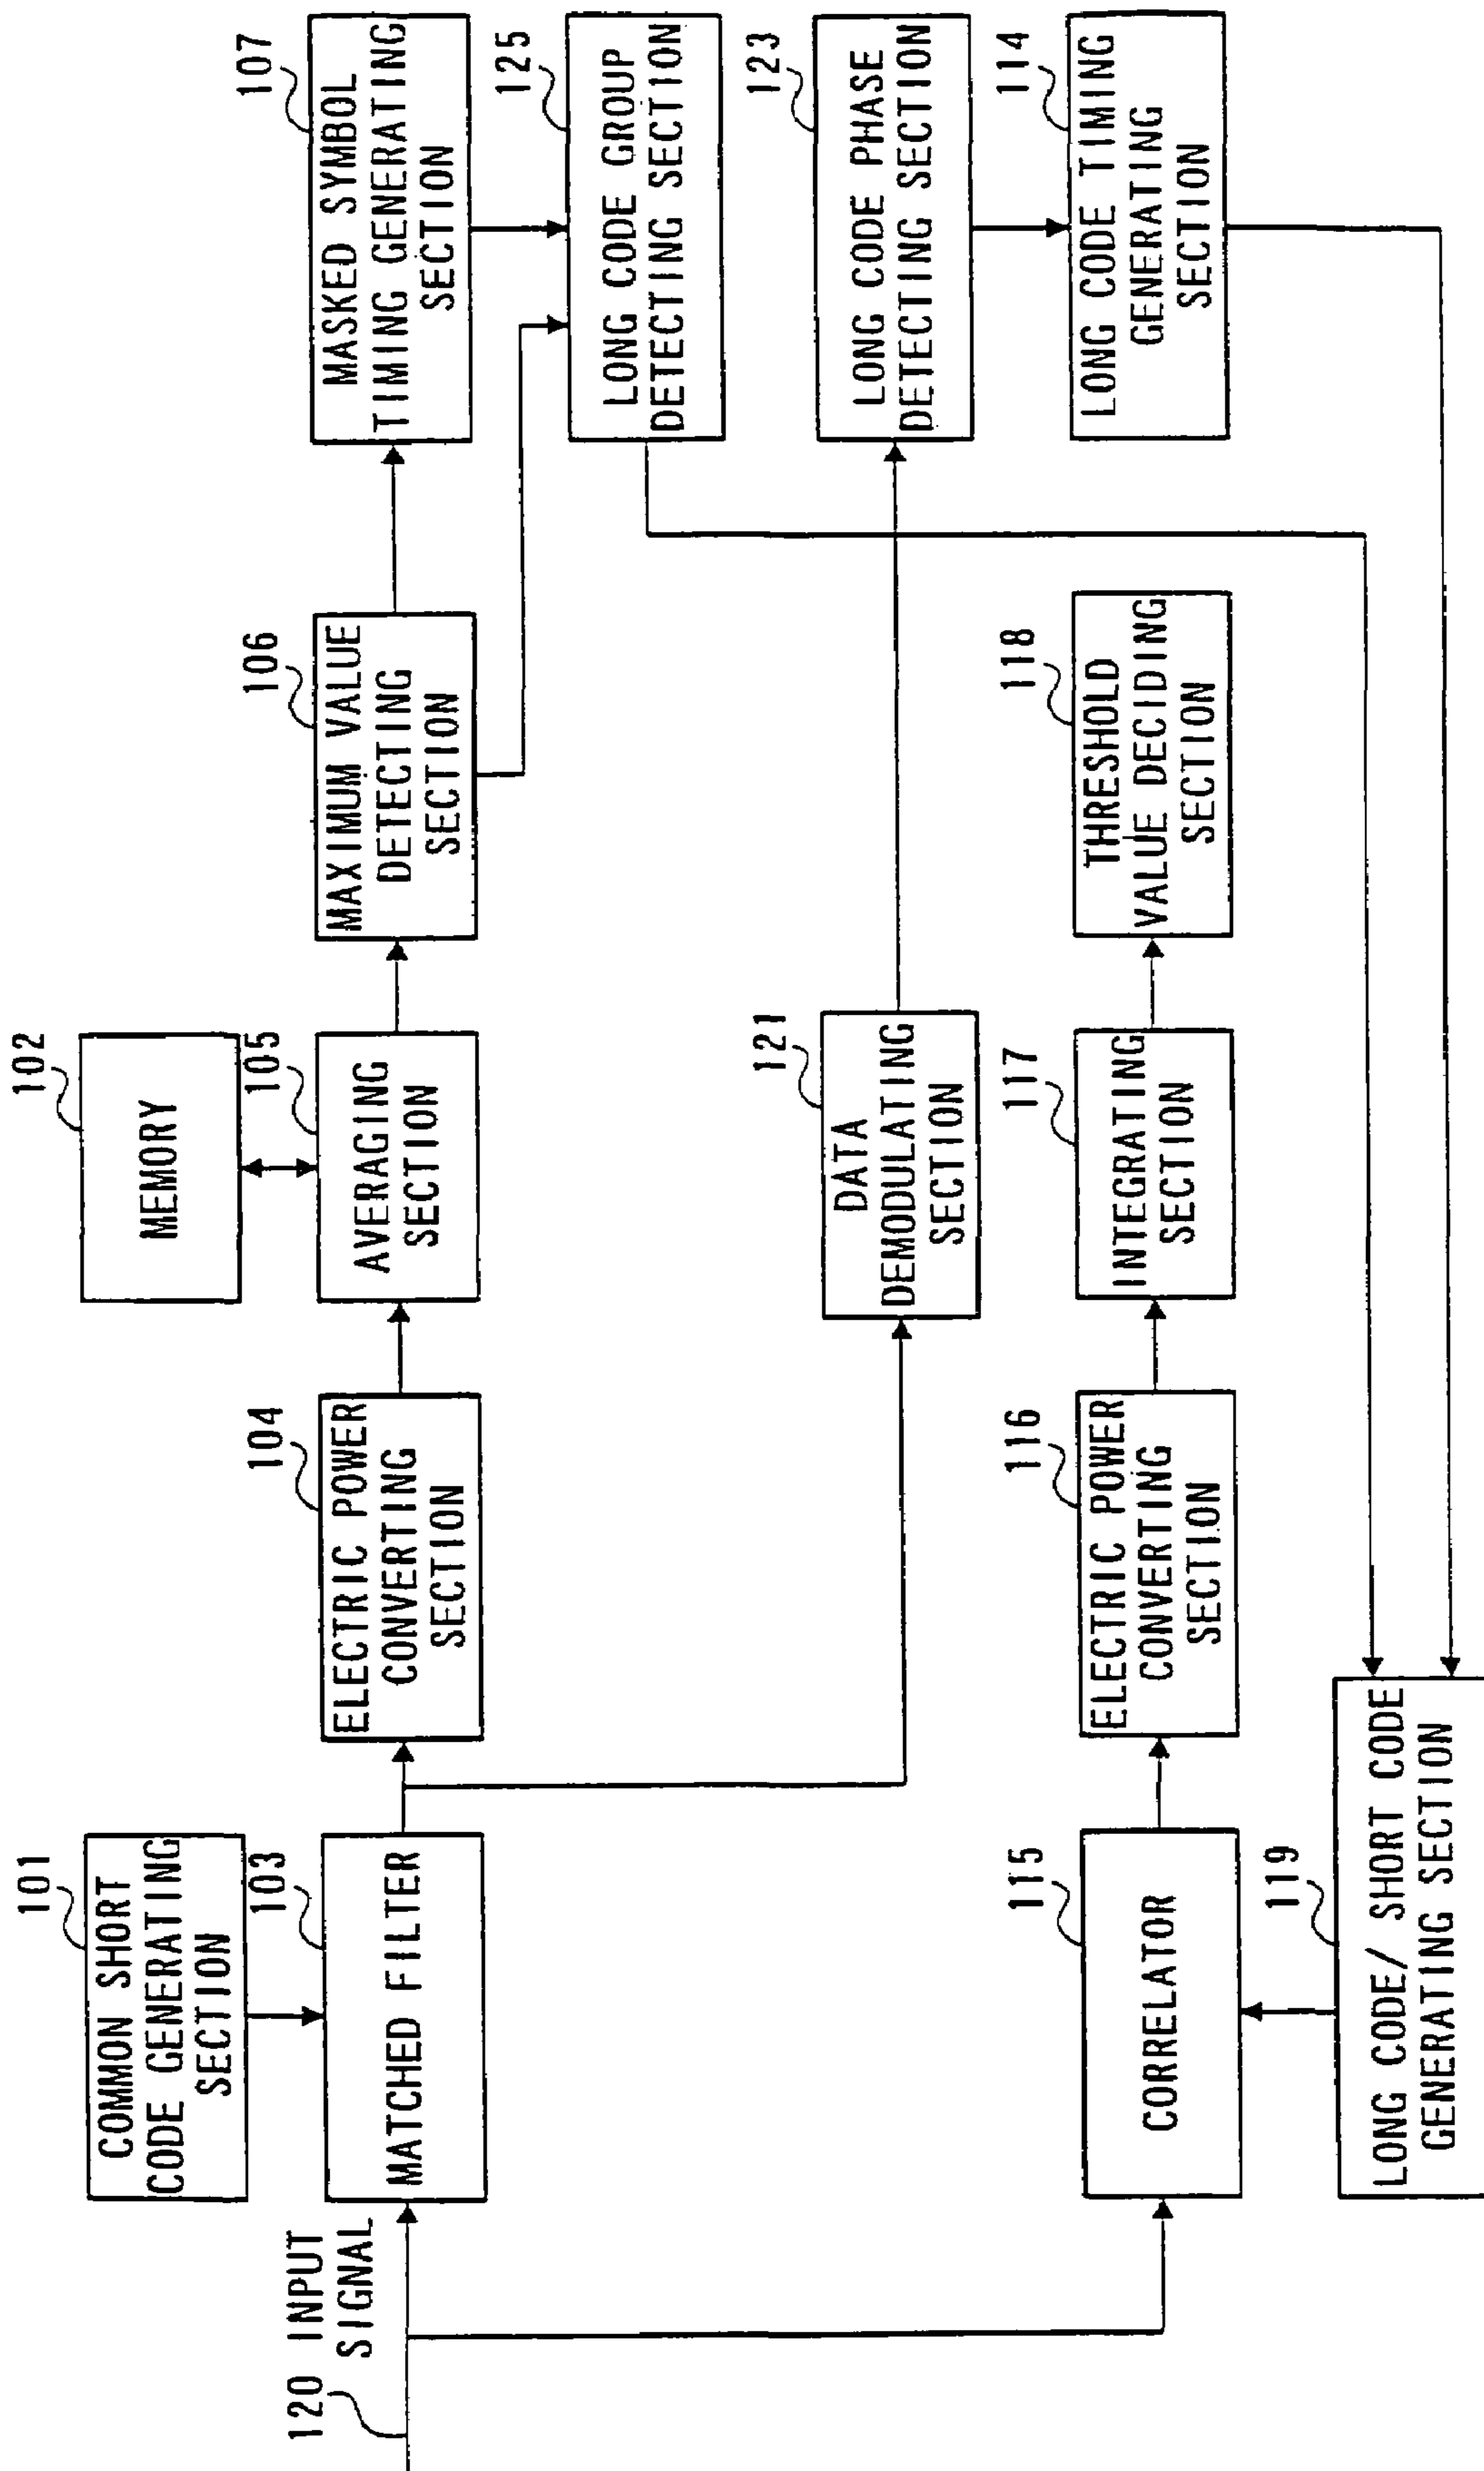 101
COMMON SHORT
CODE GENERATING
SECTION
102
MEMORY
120 INPUT
SIGNAL
103
MATCHED FILTER
104
ELECTRIC POWER
CONVERTING
SECTION
105
AVERAGING
SECTION
106
MAXIMUM VALUE
DETECTING
SECTION
107
MASKED SYMBOL
TIMING GENERATING
SECTION
125
LONG CODE GROUP
DETECTING SECTION
121
DATA
DEMODULATING
SECTION
123
LONG CODE PHASE
DETECTING SECTION
115
CORRELATOR
116
ELECTRIC POWER
CONVERTING
SECTION
117
INTEGRATING
SECTION
118
THRESHOLD
VALUE DECIDING
SECTION
114
LONG CODE TIMING
GENERATING
SECTION
119
LONG CODE/ SHORT CODE
GENERATING SECTION